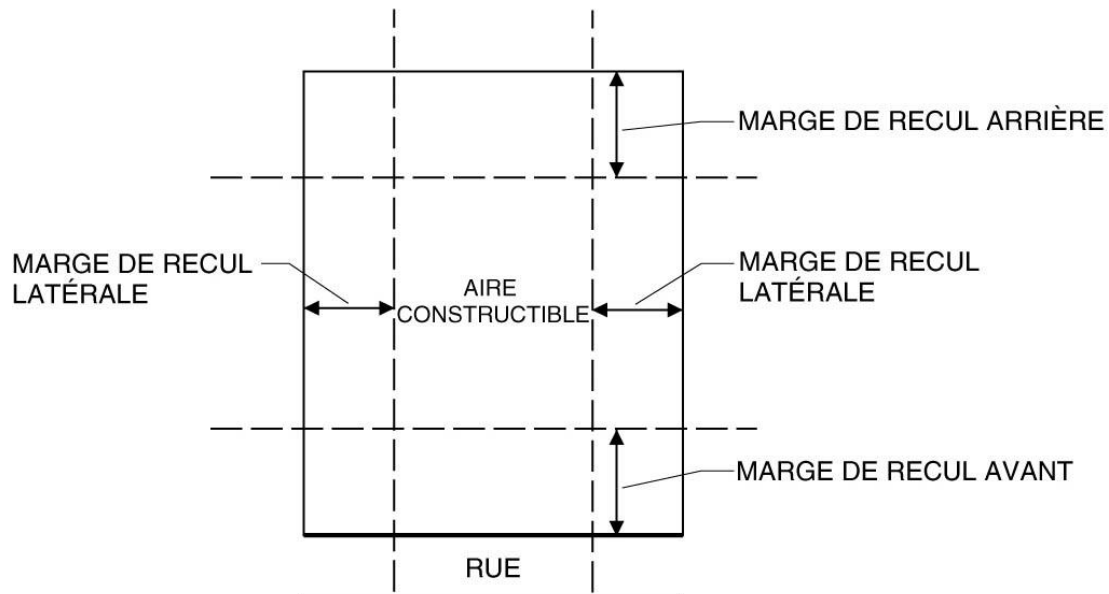 MARGE DE RECUL ARRIÈRE
MARGE DE RECUL
LATÉRALE
AIRE
CONSTRUCTIBLE
MARGE DE RECUL
LATÉRALE
MARGE DE RECUL AVANT
RUE